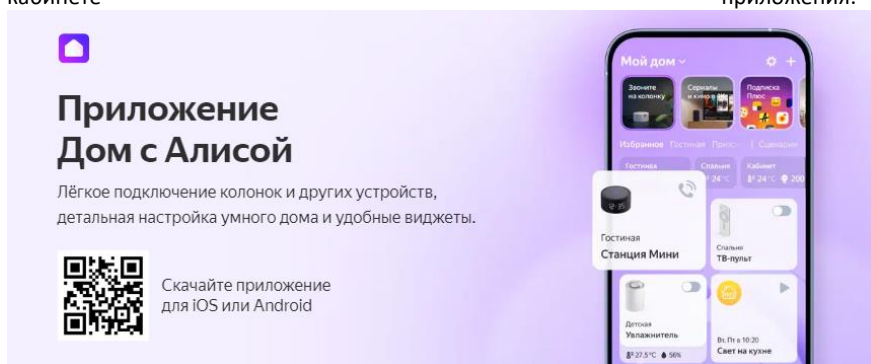 кабинете приложения.
Приложение
Дом с Алисой
Лёгкое подключение колонок и других устройств,
детальная настройка умного дома и удобные виджеты.
Скачайте приложение
для iOS или Android
Мой дом
Звоните
на колонку
Сериалы
и кино
Подписка
Плюс
Избранное Гостиная Сценарии
Гостиная
Спальня
24°C
Кабинет
24°C 200
Гостиная
Станция Мини
Спальня
ТВ-пульт
Детская
Увлажнитель
27.5°C 56%
Вт, Пт в 10:20
Свет на кухне